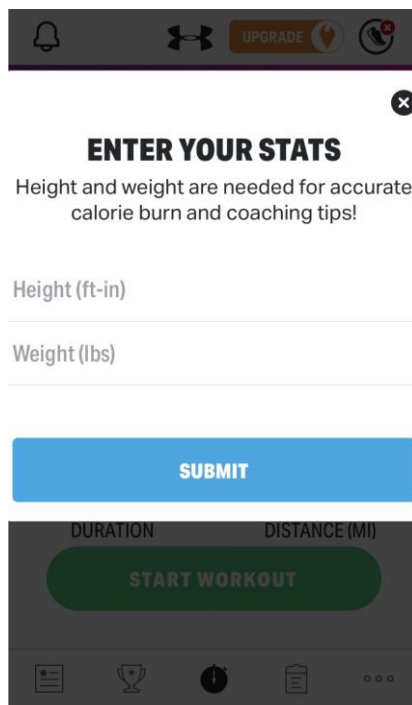 UPGRADE
ENTER YOUR STATS
Height and weight are needed for accurate
calorie burn and coaching tips!
Height (ft-in)
Weight (lbs)
SUBMIT
DURATION DISTANCE (MI)
START WORKOUT